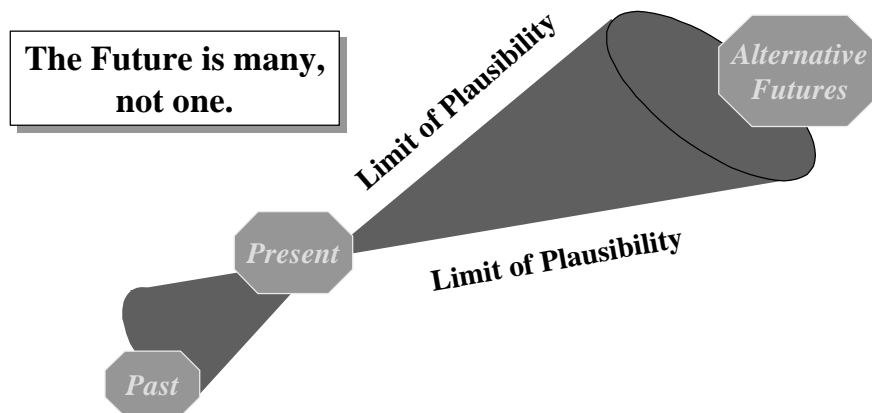 The Future is many,
not one.
Limit of Plausibility
Alternative
Futures
Present
Limit of Plausibility
Past